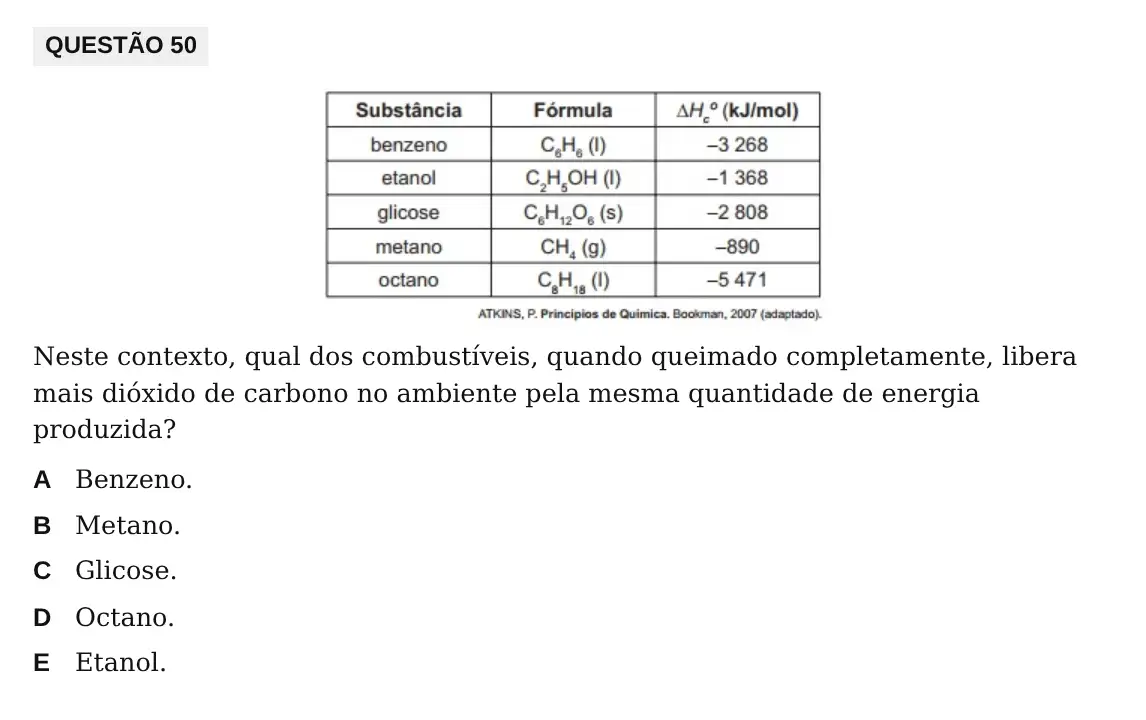 QUESTÃO 50
Substância Fórmula ΔH꜀° (kJ/mol)
benzeno C₆H₆ (l) –3 268
etanol C₂H₅OH (l) –1 368
glicose C₆H₁₂O₆ (s) –2 808
metano CH₄ (g) –890
octano C₈H₁₈ (l) –5 471
ATKINS, P. Princípios de Química. Bookman, 2007 (adaptado).
Neste contexto, qual dos combustíveis, quando queimado completamente, libera
mais dióxido de carbono no ambiente pela mesma quantidade de energia
produzida?
A Benzeno.
B Metano.
C Glicose.
D Octano.
E Etanol.